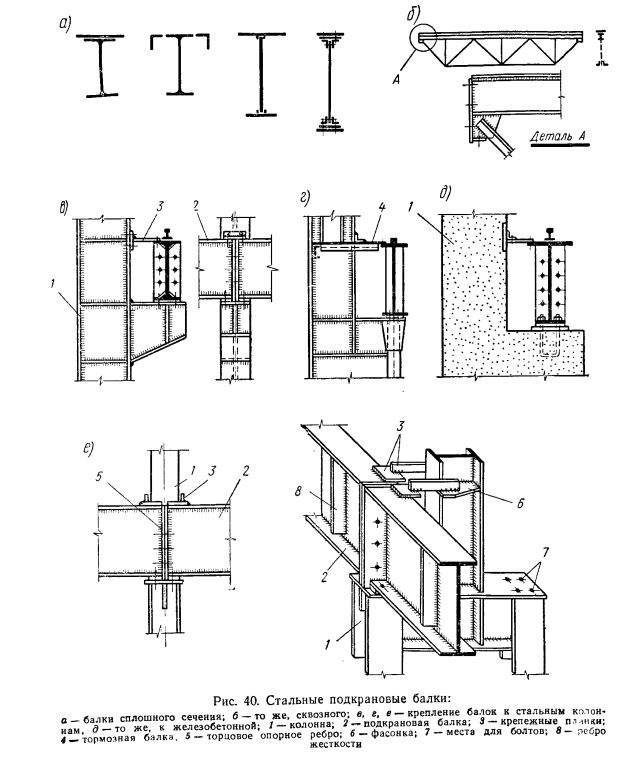 а)
б)
А
Деталь А
в)
3
2
г)
4
д)
1
1
е)
1
3
2
5
3
8
6
2
7
1
Рис. 40. Стальные подкрановые балки:
а — балки сплошного сечения; б — то же, сквозного; в, г, е — крепление балок к стальным колон-
нам, д — то же, к железобетонной; 1 — колонна; 2 — подкрановая балка; 3 — крепежные планки;
4 — тормозная балка, 5 — торцовое опорное ребро; 6 — фасонка; 7 — места для болтов; 8 — ребро
жесткости